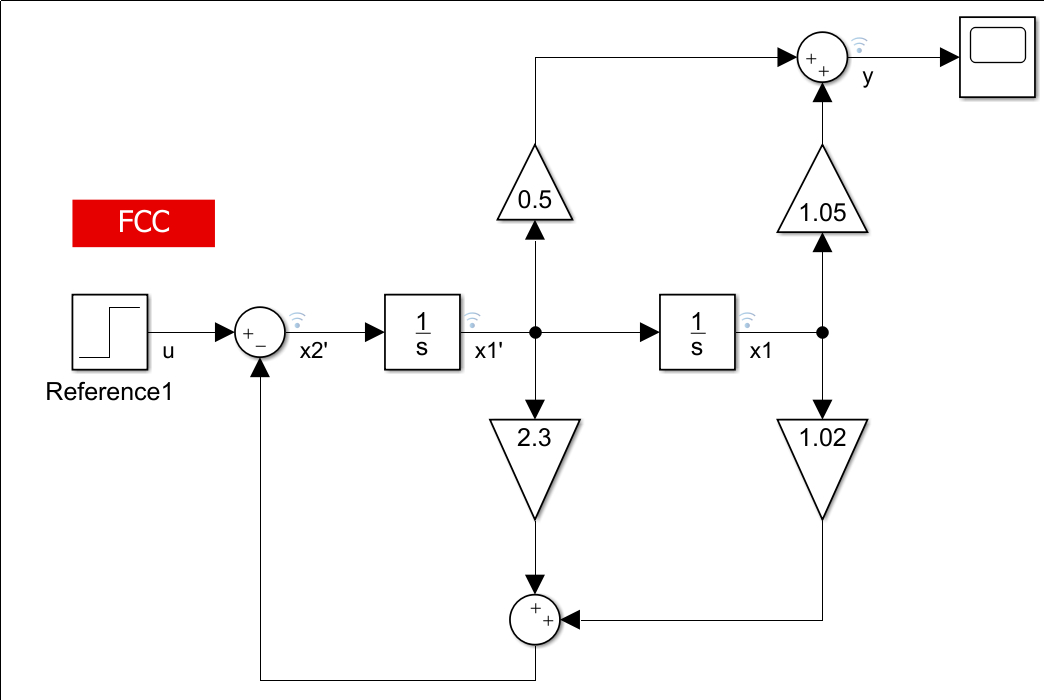 +
+
y
0.5
1.05
FCC
+
−
u
x2'
1
s
x1'
1
s
x1
Reference1
2.3
1.02
+
+